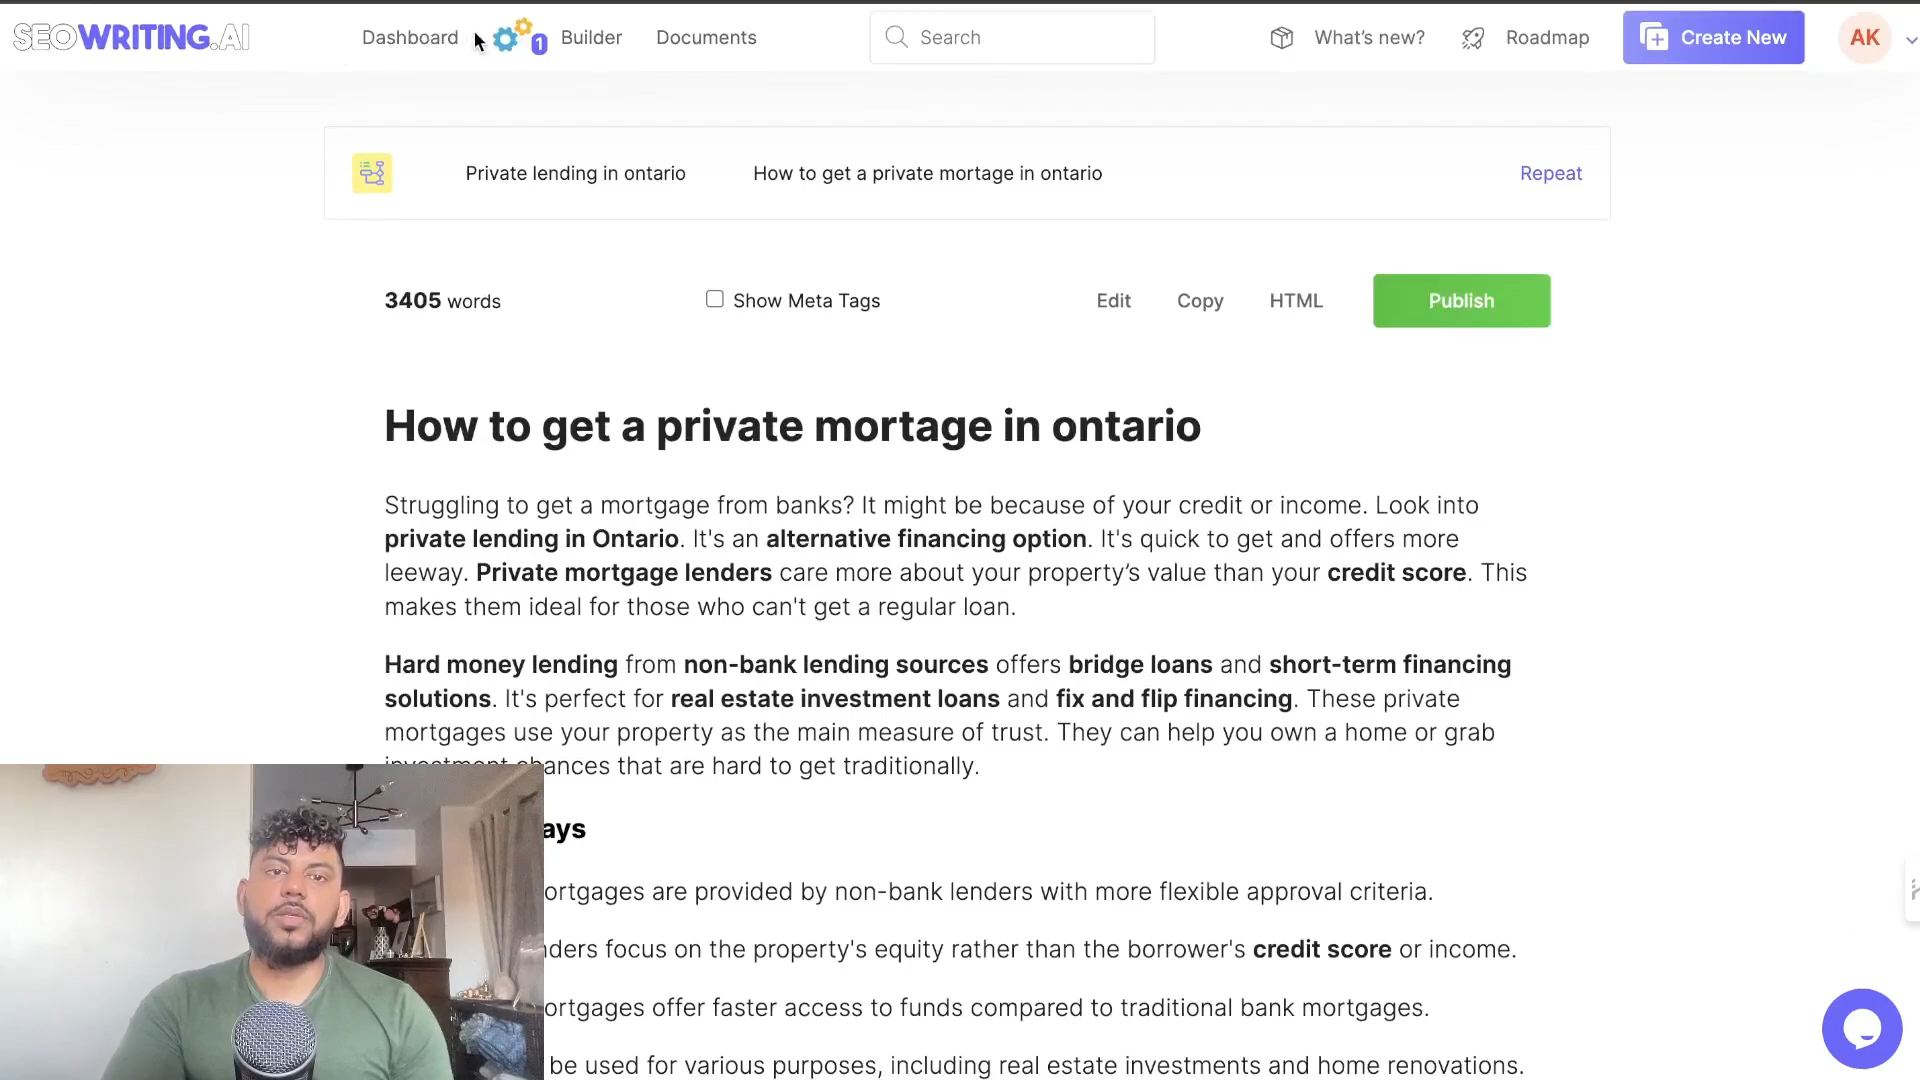 SEOWRITING.AI
Dashboard
1
Builder
Documents
Search
What's new?
Roadmap
Create New
AK
Private lending in ontario
How to get a private mortage in ontario
Repeat
3405 words
Show Meta Tags
Edit
Copy
HTML
Publish
How to get a private mortage in ontario
Struggling to get a mortgage from banks? It might be because of your credit or income. Look into
private lending in Ontario. It's an alternative financing option. It's quick to get and offers more
leeway. Private mortgage lenders care more about your property’s value than your credit score. This
makes them ideal for those who can't get a regular loan.
Hard money lending from non-bank lending sources offers bridge loans and short-term financing
solutions. It's perfect for real estate investment loans and fix and flip financing. These private
mortgages use your property as the main measure of trust. They can help you own a home or grab
investment chances that are hard to get traditionally.
ays
ortgages are provided by non-bank lenders with more flexible approval criteria.
nders focus on the property's equity rather than the borrower's credit score or income.
ortgages offer faster access to funds compared to traditional bank mortgages.
be used for various purposes, including real estate investments and home renovations.